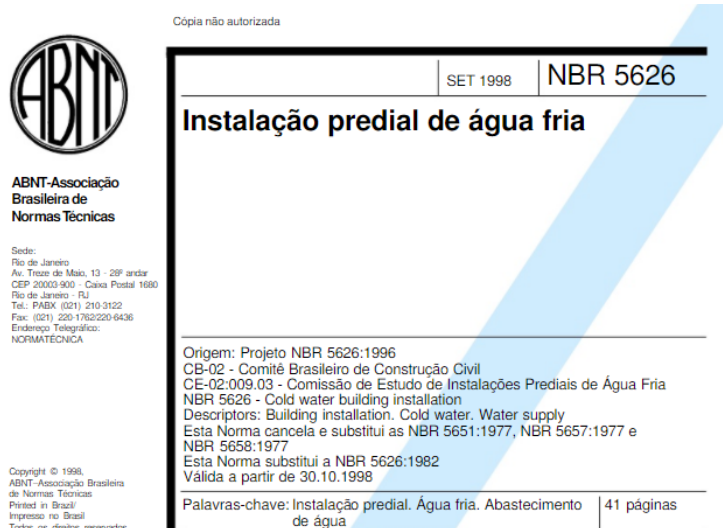 Cópia não autorizada
SET 1998
NBR 5626
Instalação predial de água fria
ABNT
ABNT-Associação
Brasileira de
Normas Técnicas
Sede:
Rio de Janeiro
Av. Treze de Maio, 13 - 28º andar
CEP 20003-900 - Caixa Postal 1680
Rio de Janeiro - RJ
Tel.: PABX (021) 210-3122
Fax: (021) 220-1762/220-6436
Endereço Telegráfico:
NORMATÉCNICA
Copyright © 1998,
ABNT–Associação Brasileira
de Normas Técnicas
Printed in Brazil/
Impresso no Brasil
Todos os direitos reservados
Origem: Projeto NBR 5626:1996
CB-02 - Comitê Brasileiro de Construção Civil
CE-02:009.03 - Comissão de Estudo de Instalações Prediais de Água Fria
NBR 5626 - Cold water building installation
Descriptors: Building installation. Cold water. Water supply
Esta Norma cancela e substitui as NBR 5651:1977, NBR 5657:1977 e
NBR 5658:1977
Esta Norma substitui a NBR 5626:1982
Válida a partir de 30.10.1998
Palavras-chave: Instalação predial. Água fria. Abastecimento
de água
41 páginas